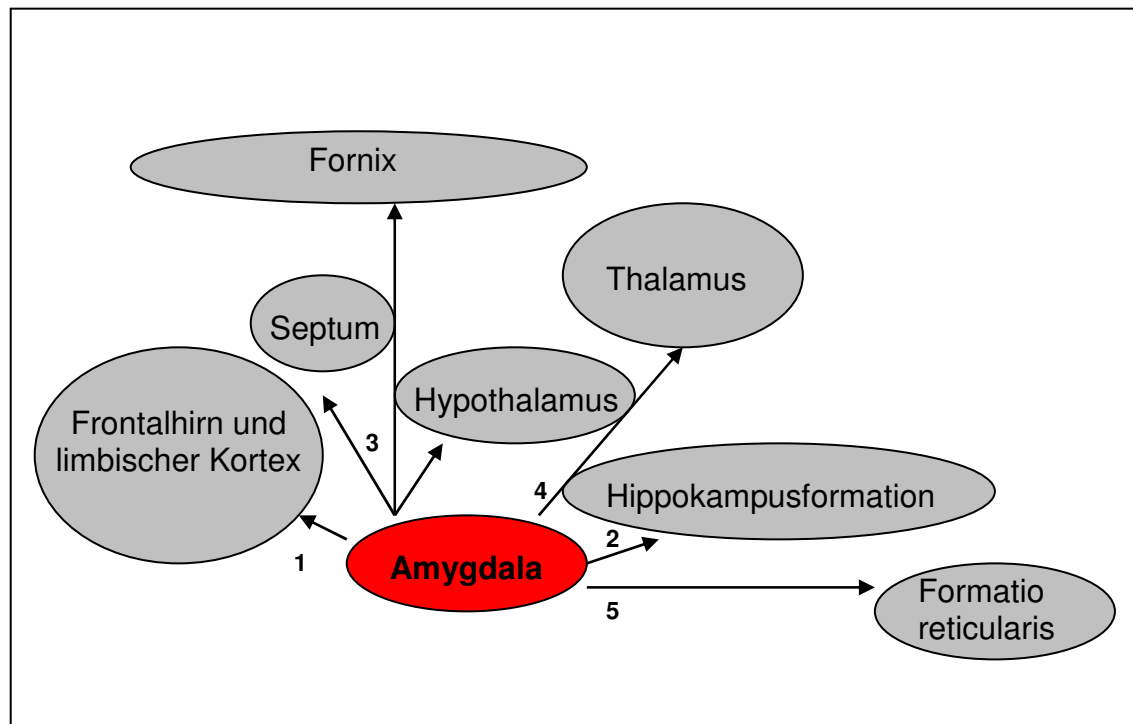 Fornix
Thalamus
Septum
Hypothalamus
Frontalhirn und
limbischer Kortex
3
4
Hippokampusformation
2
1
Amygdala
5
Formatio
reticularis